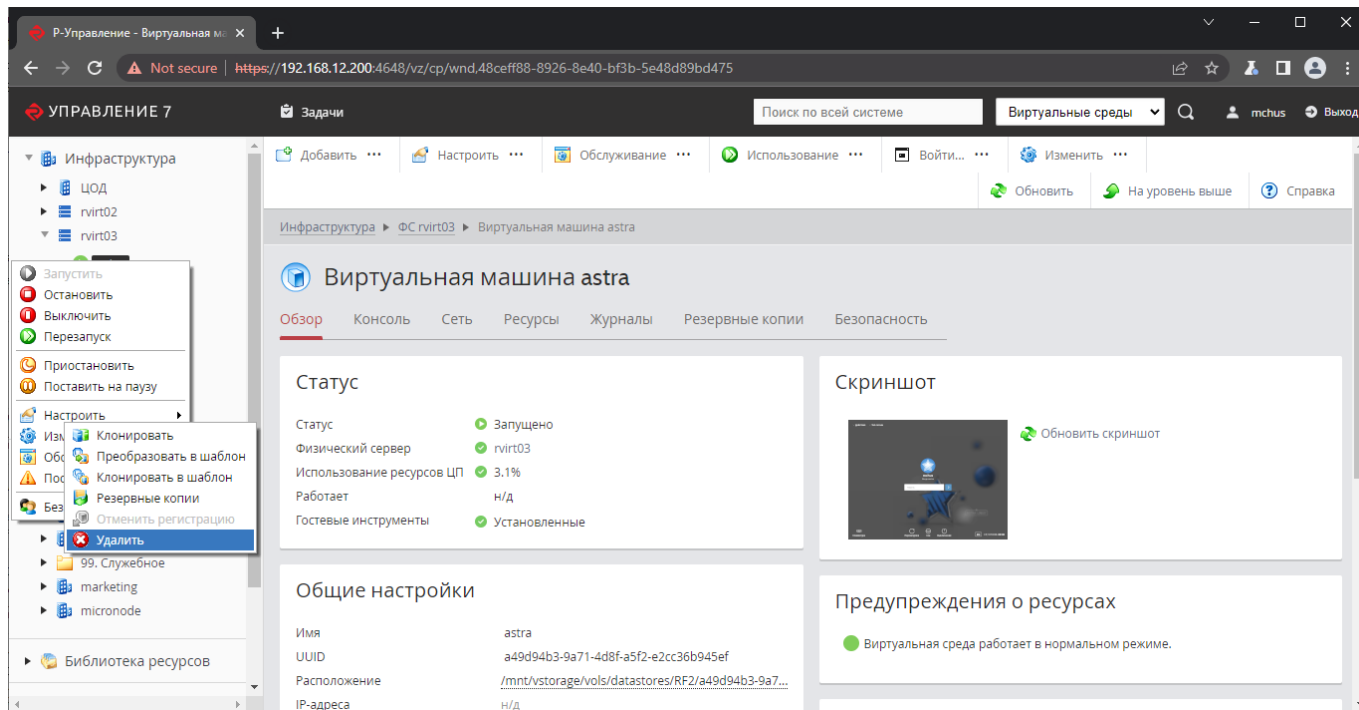 Р-Управление - Виртуальная ма
Not secure | https://192.168.12.200:4648/vz/cp/wnd,48ceff88-8926-8e40-bf3b-5e48d89bd475
УПРАВЛЕНИЕ 7
Задачи
Поиск по всей системе
Виртуальные среды
mchus
Выход
Инфраструктура
ЦОД
rvirt02
rvirt03
Запустить
Остановить
Выключить
Перезапуск
Приостановить
Поставить на паузу
Настроить
Клонировать
Преобразовать в шаблон
Клонировать в шаблон
Резервные копии
Отменить регистрацию
Удалить
99. Служебное
marketing
micronode
Библиотека ресурсов
Добавить ••• Настроить ••• Обслуживание ••• Использование ••• Войти... ••• Изменить •••
Обновить На уровень выше Справка
Инфраструктура ФС rvirt03 Виртуальная машина astra
Виртуальная машина astra
Обзор Консоль Сеть Ресурсы Журналы Резервные копии Безопасность
Статус
Статус Запущено
Физический сервер rvirt03
Использование ресурсов ЦП 3.1%
Работает н/д
Гостевые инструменты Установленные
Общие настройки
Имя astra
UUID a49d94b3-9a71-4d8f-a5f2-e2cc36b945ef
Расположение /mnt/vstorage/vols/datastores/RF2/a49d94b3-9a7...
IP-адреса н/д
Скриншот
Обновить скриншот
Предупреждения о ресурсах
Виртуальная среда работает в нормальном режиме.